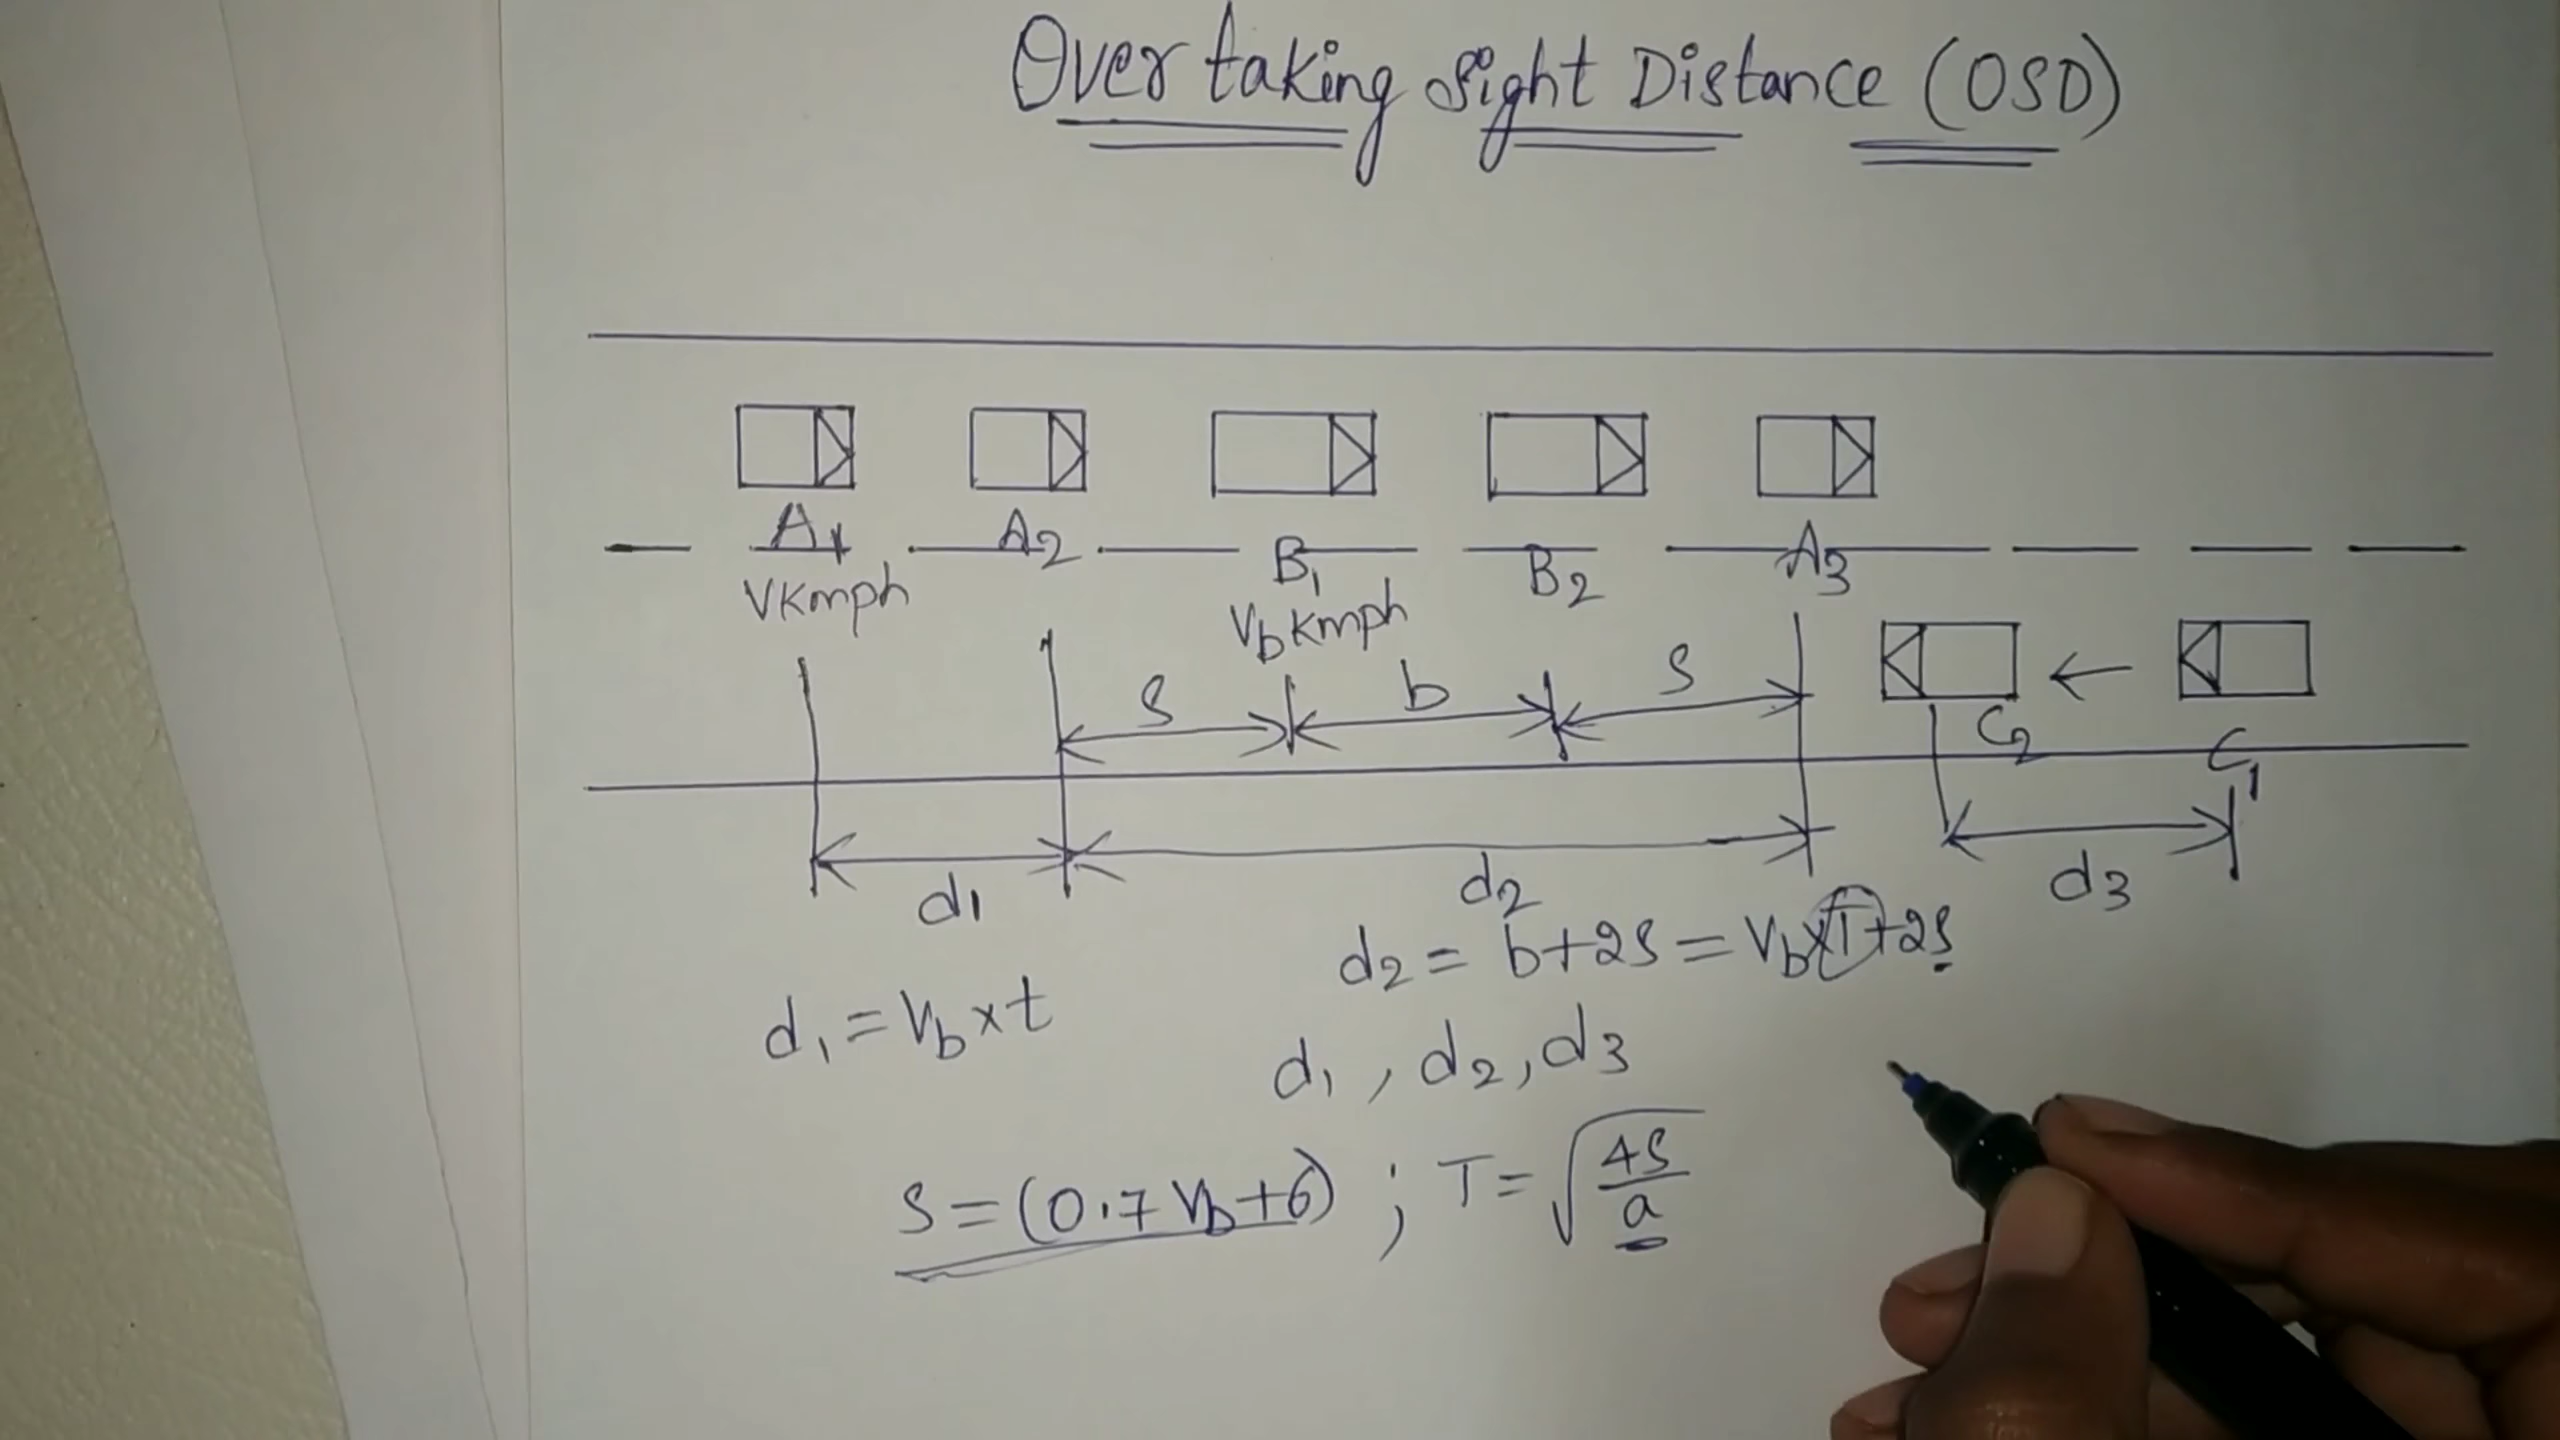 Over taking Sight Distance (OSD)
A1 A2 B1 B2 A3
VKmph Vb Kmph
S b S
C2 C1
d1 d2 d3
d2 = b+2S = Vb×T+2S
d1 = Vb×t
d1, d2, d3
S = (0.7 Vb+6) ; T = √(4S/a)